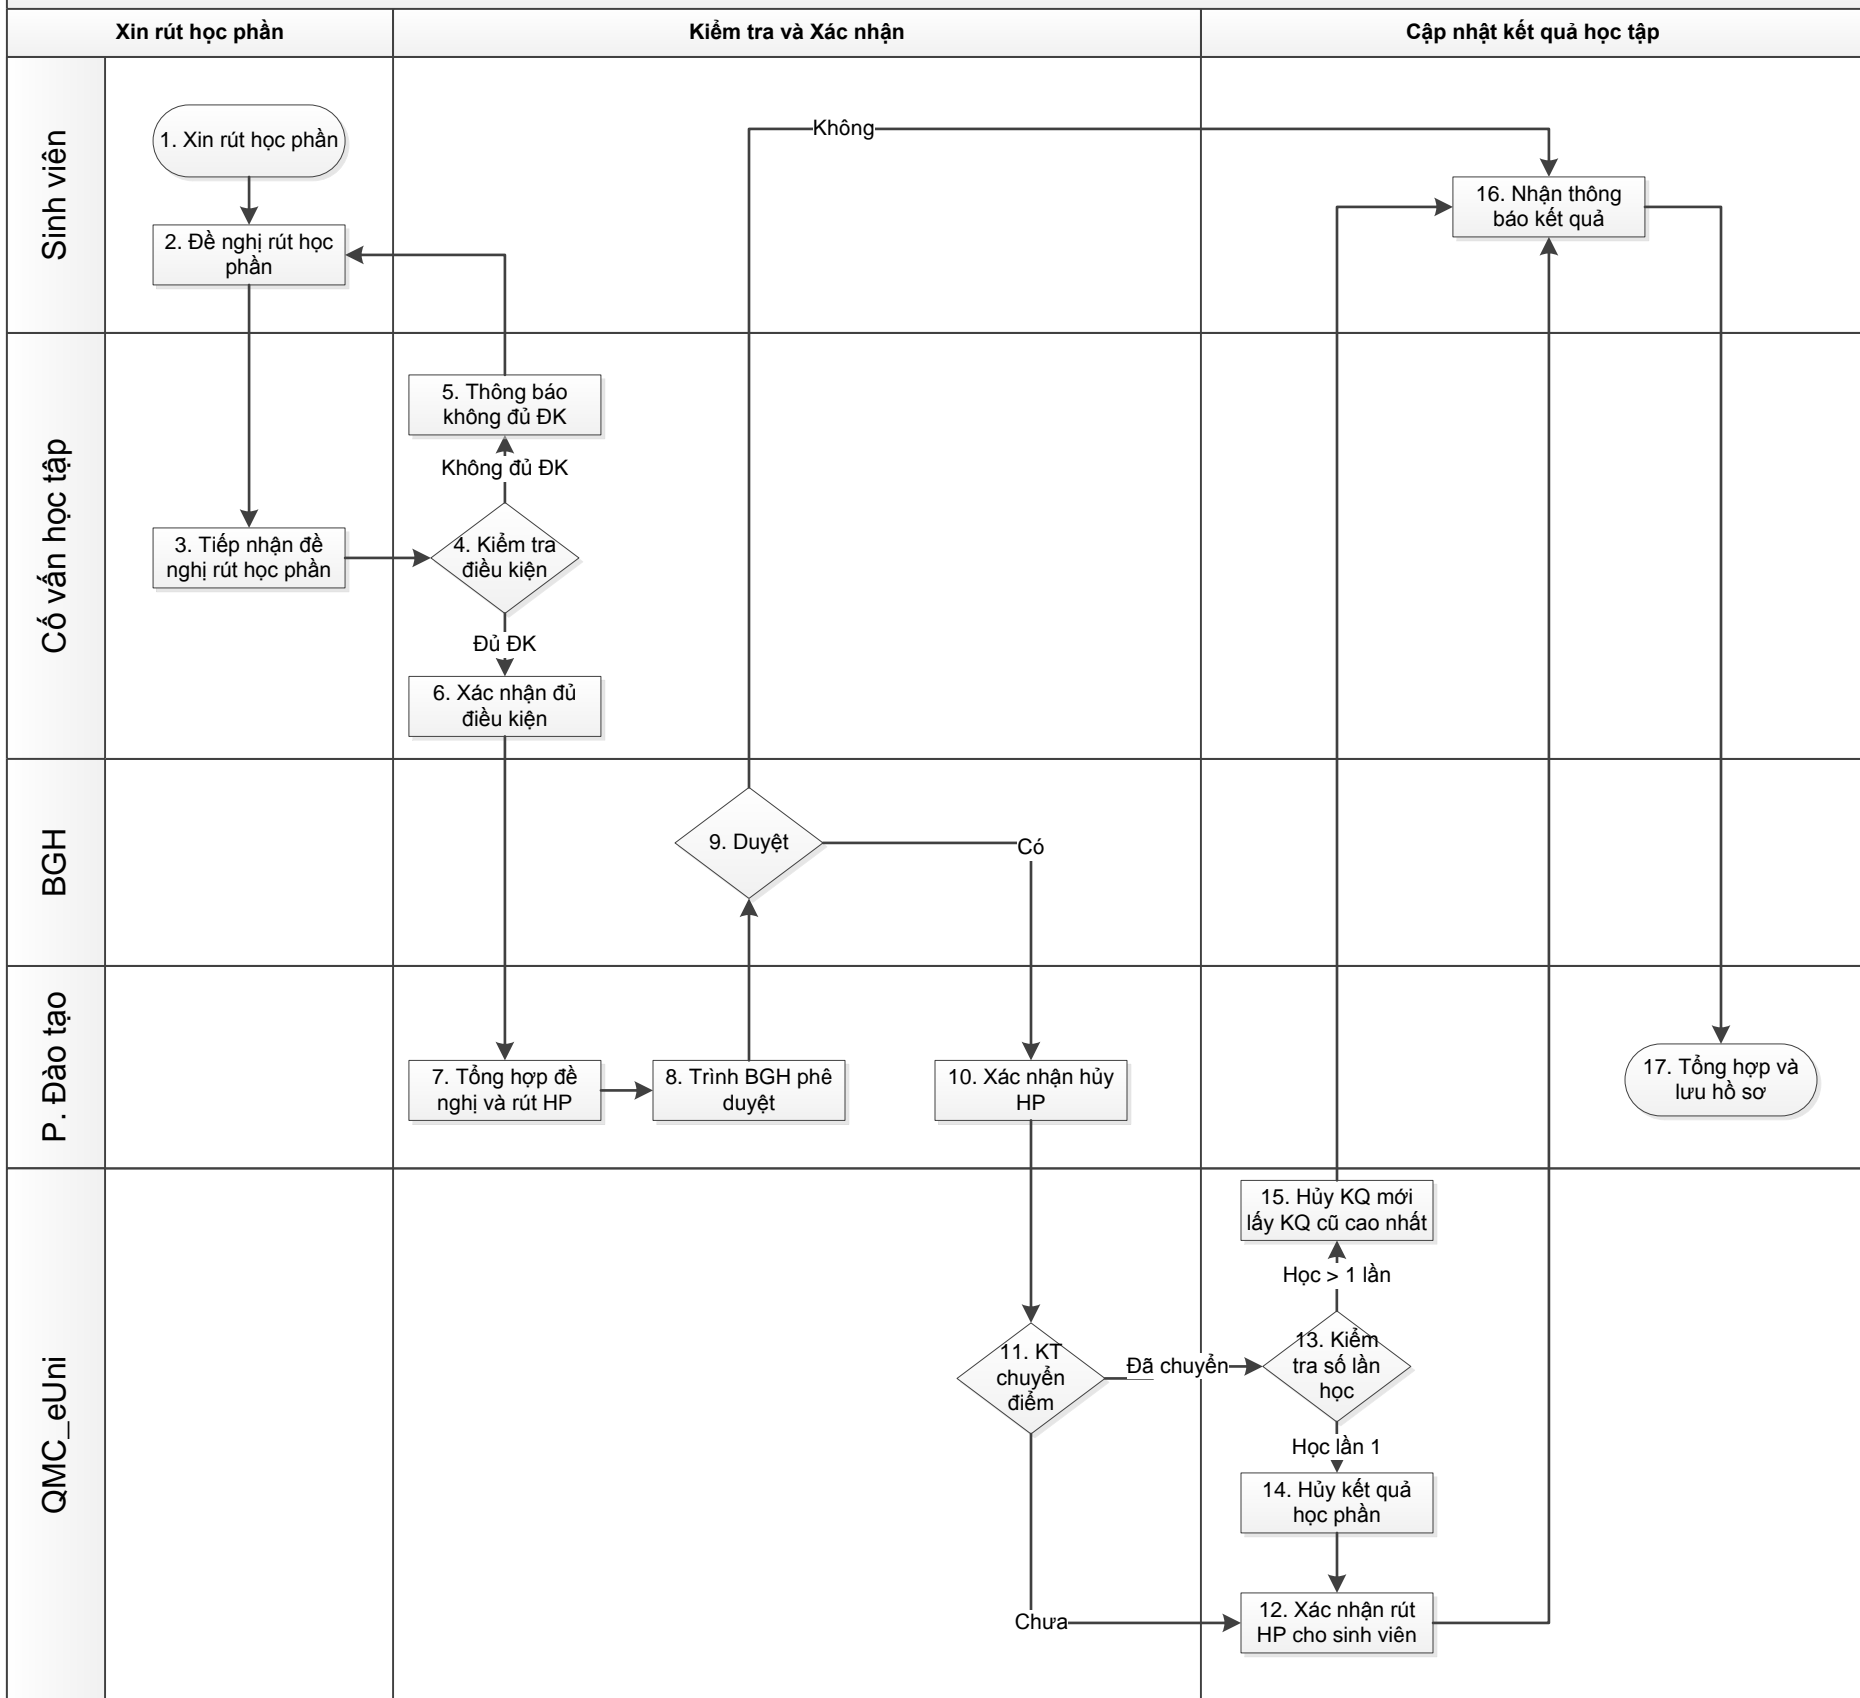 Xin rút học phần
Kiểm tra và Xác nhận
Cập nhật kết quả học tập
Sinh viên
1. Xin rút học phần
Không
16. Nhận thông
báo kết quả
2. Đề nghị rút học
phần
Cố vấn học tập
5. Thông báo
không đủ ĐK
Không đủ ĐK
3. Tiếp nhận đề
nghị rút học phần
4. Kiểm tra
điều kiện
Đủ ĐK
6. Xác nhận đủ
điều kiện
BGH
9. Duyệt
Có
P. Đào tạo
7. Tổng hợp đề
nghị và rút HP
8. Trình BGH phê
duyệt
10. Xác nhận hủy
HP
17. Tổng hợp và
lưu hồ sơ
QMC_eUni
15. Hủy KQ mới
lấy KQ cũ cao nhất
Học > 1 lần
11. KT
chuyển
điểm
Đã chuyển
13. Kiểm
tra số lần
học
Học lần 1
14. Hủy kết quả
học phần
Chưa
12. Xác nhận rút
HP cho sinh viên